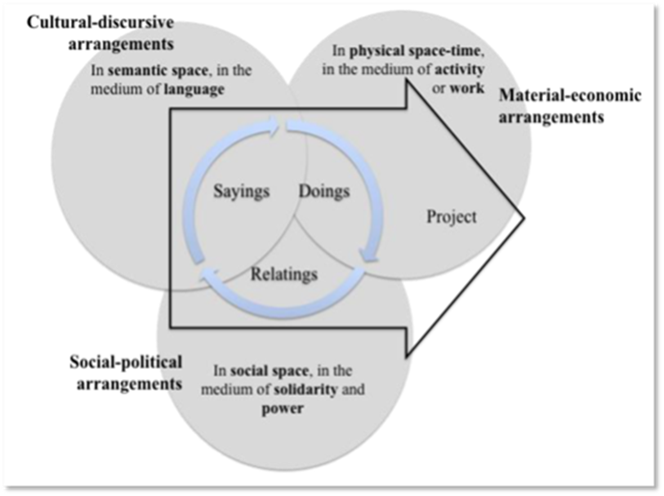 Cultural-discursive
arrangements
In semantic space, in the
medium of language
In physical space-time,
in the medium of activity
or work
Material-economic
arrangements
Sayings
Doings
Project
Relatings
Social-political
arrangements
In social space, in the
medium of solidarity and
power